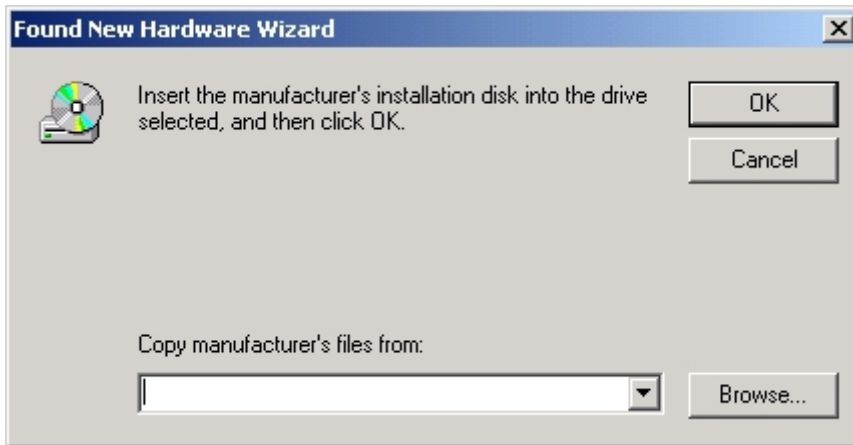 Found New Hardware Wizard
Insert the manufacturer's installation disk into the drive
selected, and then click OK.
OK
Cancel
Copy manufacturer's files from:
Browse...